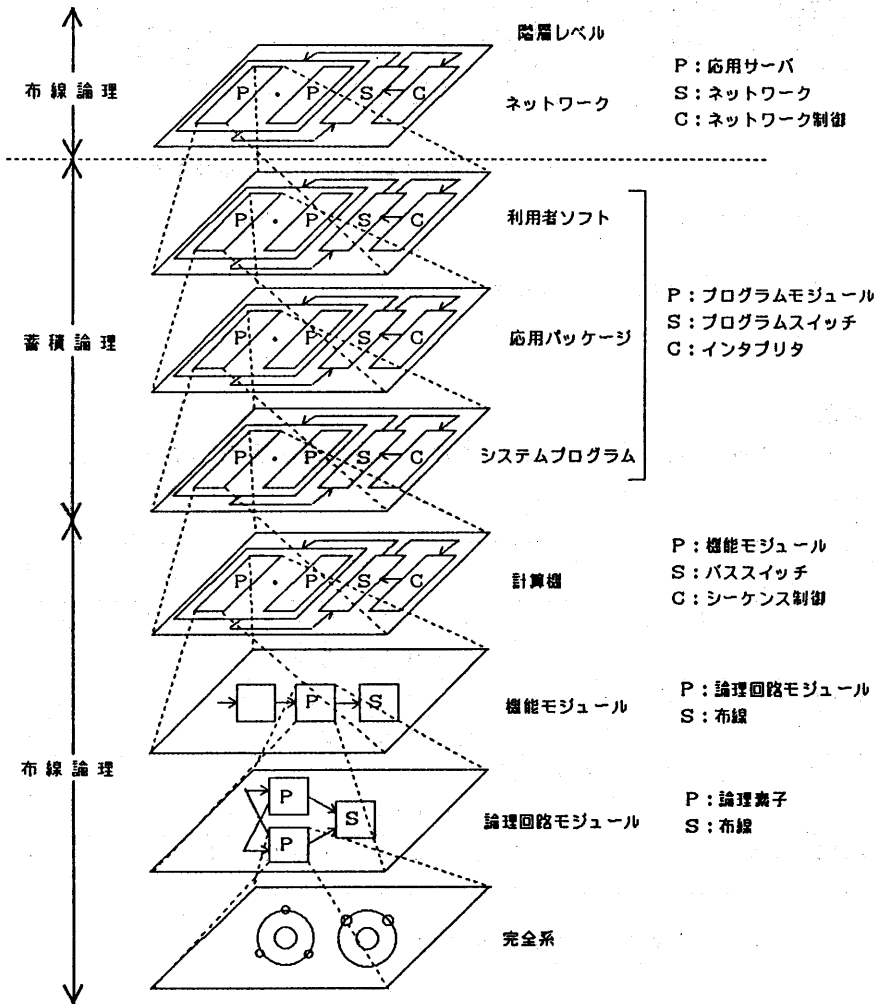 階層レベル
布線論理
P
P
S
C
ネットワーク
P：応用サーバ
S：ネットワーク
C：ネットワーク制御
P
P
S
C
利用者ソフト
蓄積論理
P
P
S
C
応用パッケージ
P：プログラムモジュール
S：プログラムスイッチ
C：インタプリタ
P
P
S
C
システムプログラム
P
P
S
C
計算機
P：機能モジュール
S：バススイッチ
C：シーケンス制御
P
S
機能モジュール
P：論理回路モジュール
S：布線
布線論理
P
S
P
論理回路モジュール
P：論理素子
S：布線
完全系